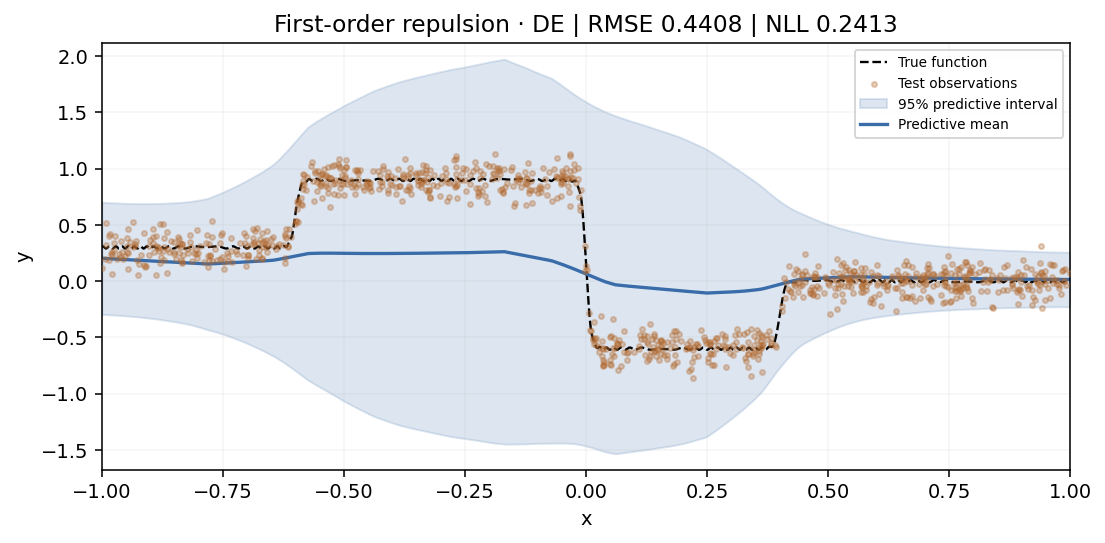 First-order repulsion · DE | RMSE 0.4408 | NLL 0.2413
True function
Test observations
95% predictive interval
Predictive mean
y
2.0
1.5
1.0
0.5
0.0
−0.5
−1.0
−1.5
−1.00 −0.75 −0.50 −0.25 0.00 0.25 0.50 0.75 1.00
x